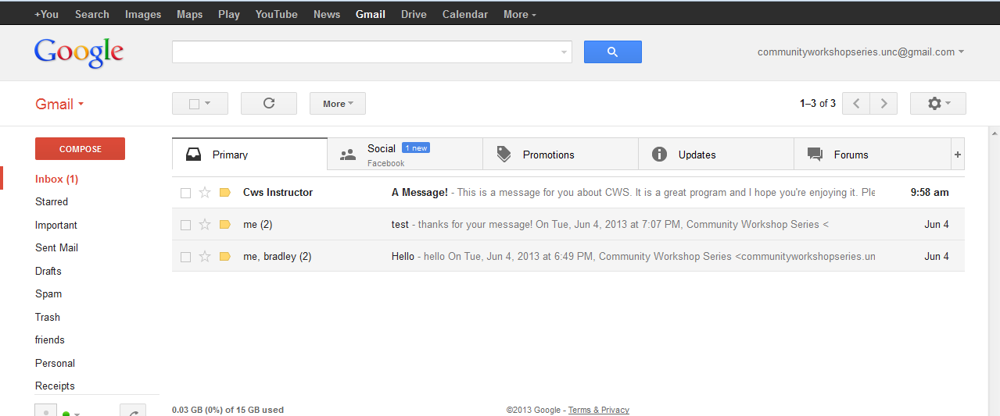 +You Search Images Maps Play YouTube News Gmail Drive Calendar More
Google
communityworkshopseries.unc@gmail.com
Gmail
More
1–3 of 3
COMPOSE
Primary
Social 1 new
Facebook
Promotions
Updates
Forums
+
Inbox (1)
Starred
Important
Sent Mail
Drafts
Spam
Trash
friends
Personal
Receipts
Cws Instructor A Message! - This is a message for you about CWS. It is a great program and I hope you're enjoying it. Ple 9:58 am
me (2) test - thanks for your message! On Tue, Jun 4, 2013 at 7:07 PM, Community Workshop Series < Jun 4
me, bradley (2) Hello - hello On Tue, Jun 4, 2013 at 6:49 PM, Community Workshop Series <communityworkshopseries.un Jun 4
0.03 GB (0%) of 15 GB used
©2013 Google - Terms & Privacy